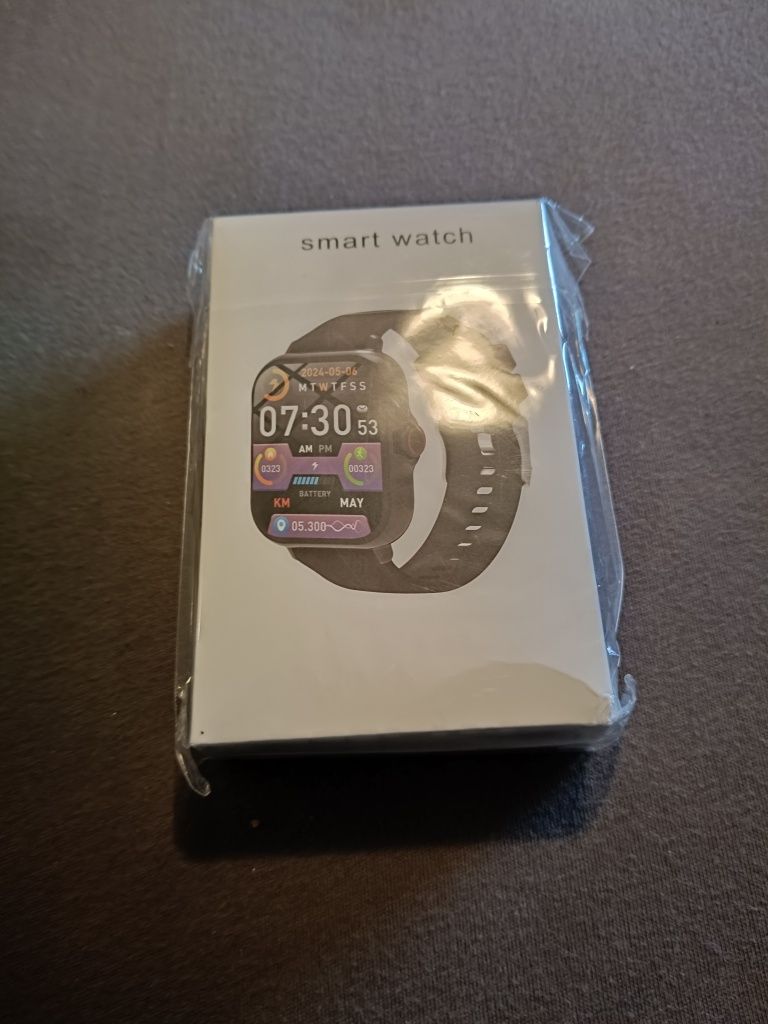 smart watch
2024-05-06
MTWTFSS
07:30 53
AM PM
0323 00323
BATTERY
KM MAY
05.300